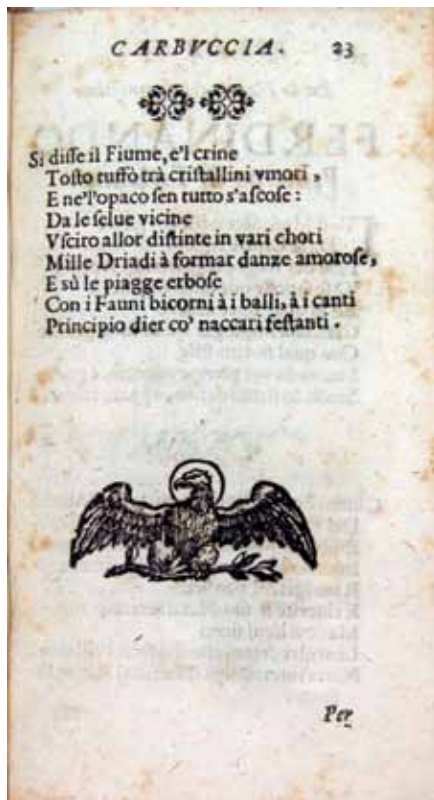 CARBVCCIA. 23
Si disse il Fiume, e'l crine
Tosto tuffò trà cristallini vmori,
E ne'l'opaco sen tutto s'ascose:
Da le selue vicine
Vsciro allor distinte in vari chori
Mille Driadi à formar danze amorose,
E sù le piagge erbose
Con i Fauni bicorni à i balli, à i canti
Principio dier co' naccari festanti.
Per